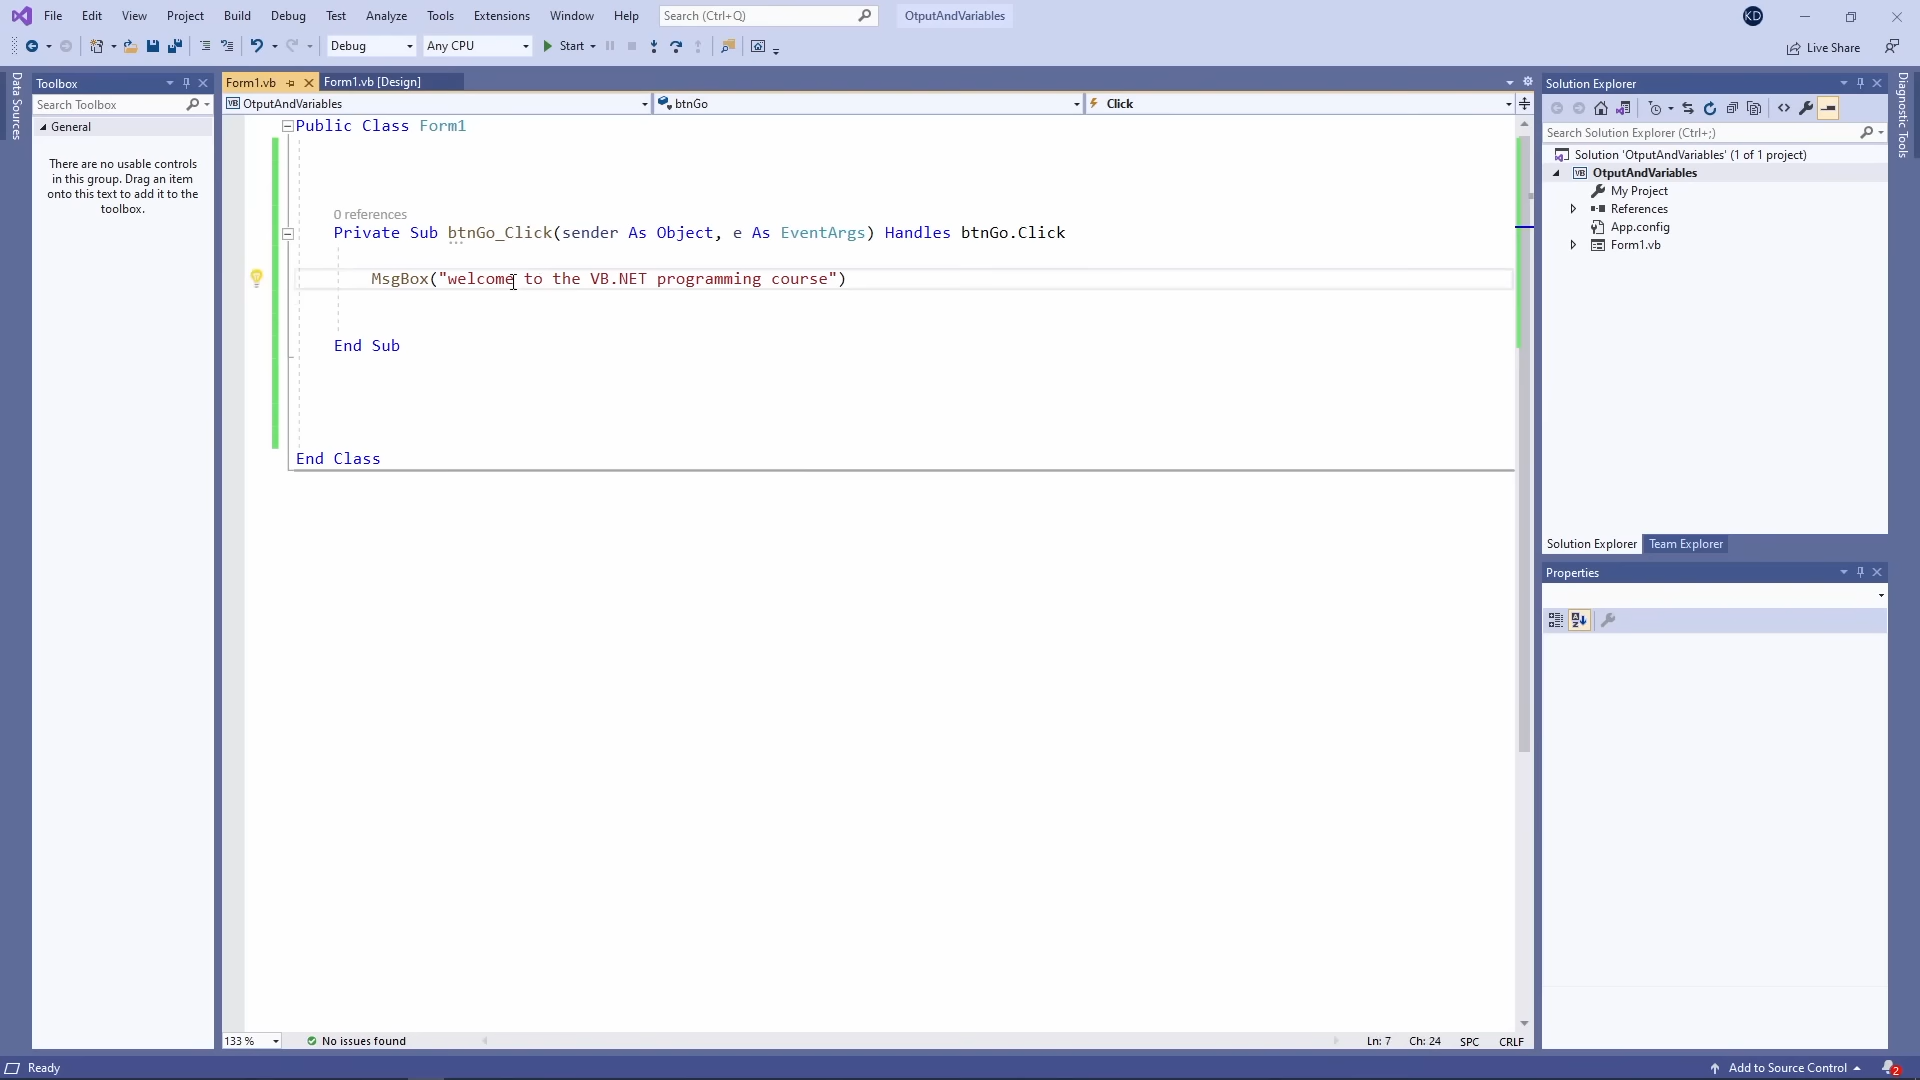 File Edit View Project Build Debug Test Analyze Tools Extensions Window Help Search (Ctrl+Q) OtputAndVariables KD
Debug Any CPU Start Live Share
Data Sources
Toolbox
Search Toolbox
General
There are no usable controls
in this group. Drag an item
onto this text to add it to the
toolbox.
Form1.vb Form1.vb [Design]
VB OtputAndVariables btnGo Click
Public Class Form1
0 references
Private Sub btnGo_Click(sender As Object, e As EventArgs) Handles btnGo.Click
MsgBox("welcome to the VB.NET programming course")
End Sub
End Class
133 % No issues found Ln: 7 Ch: 24 SPC CRLF
Solution Explorer
Search Solution Explorer (Ctrl+;)
Solution 'OtputAndVariables' (1 of 1 project)
VB OtputAndVariables
My Project
References
App.config
Form1.vb
Solution Explorer Team Explorer
Properties
Diagnostic Tools
Ready Add to Source Control 2